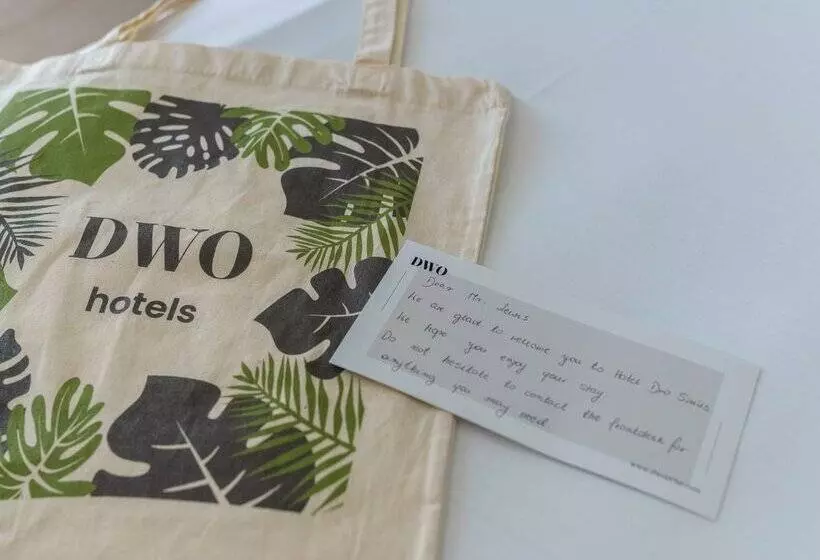 DWO
hotels
DWO
Dear Mr.
We are glad to welcome you to Hotel Dwo Sirius
We hope you enjoy your stay
Do not hesitate to contact the frontdesk for
anything you may need.